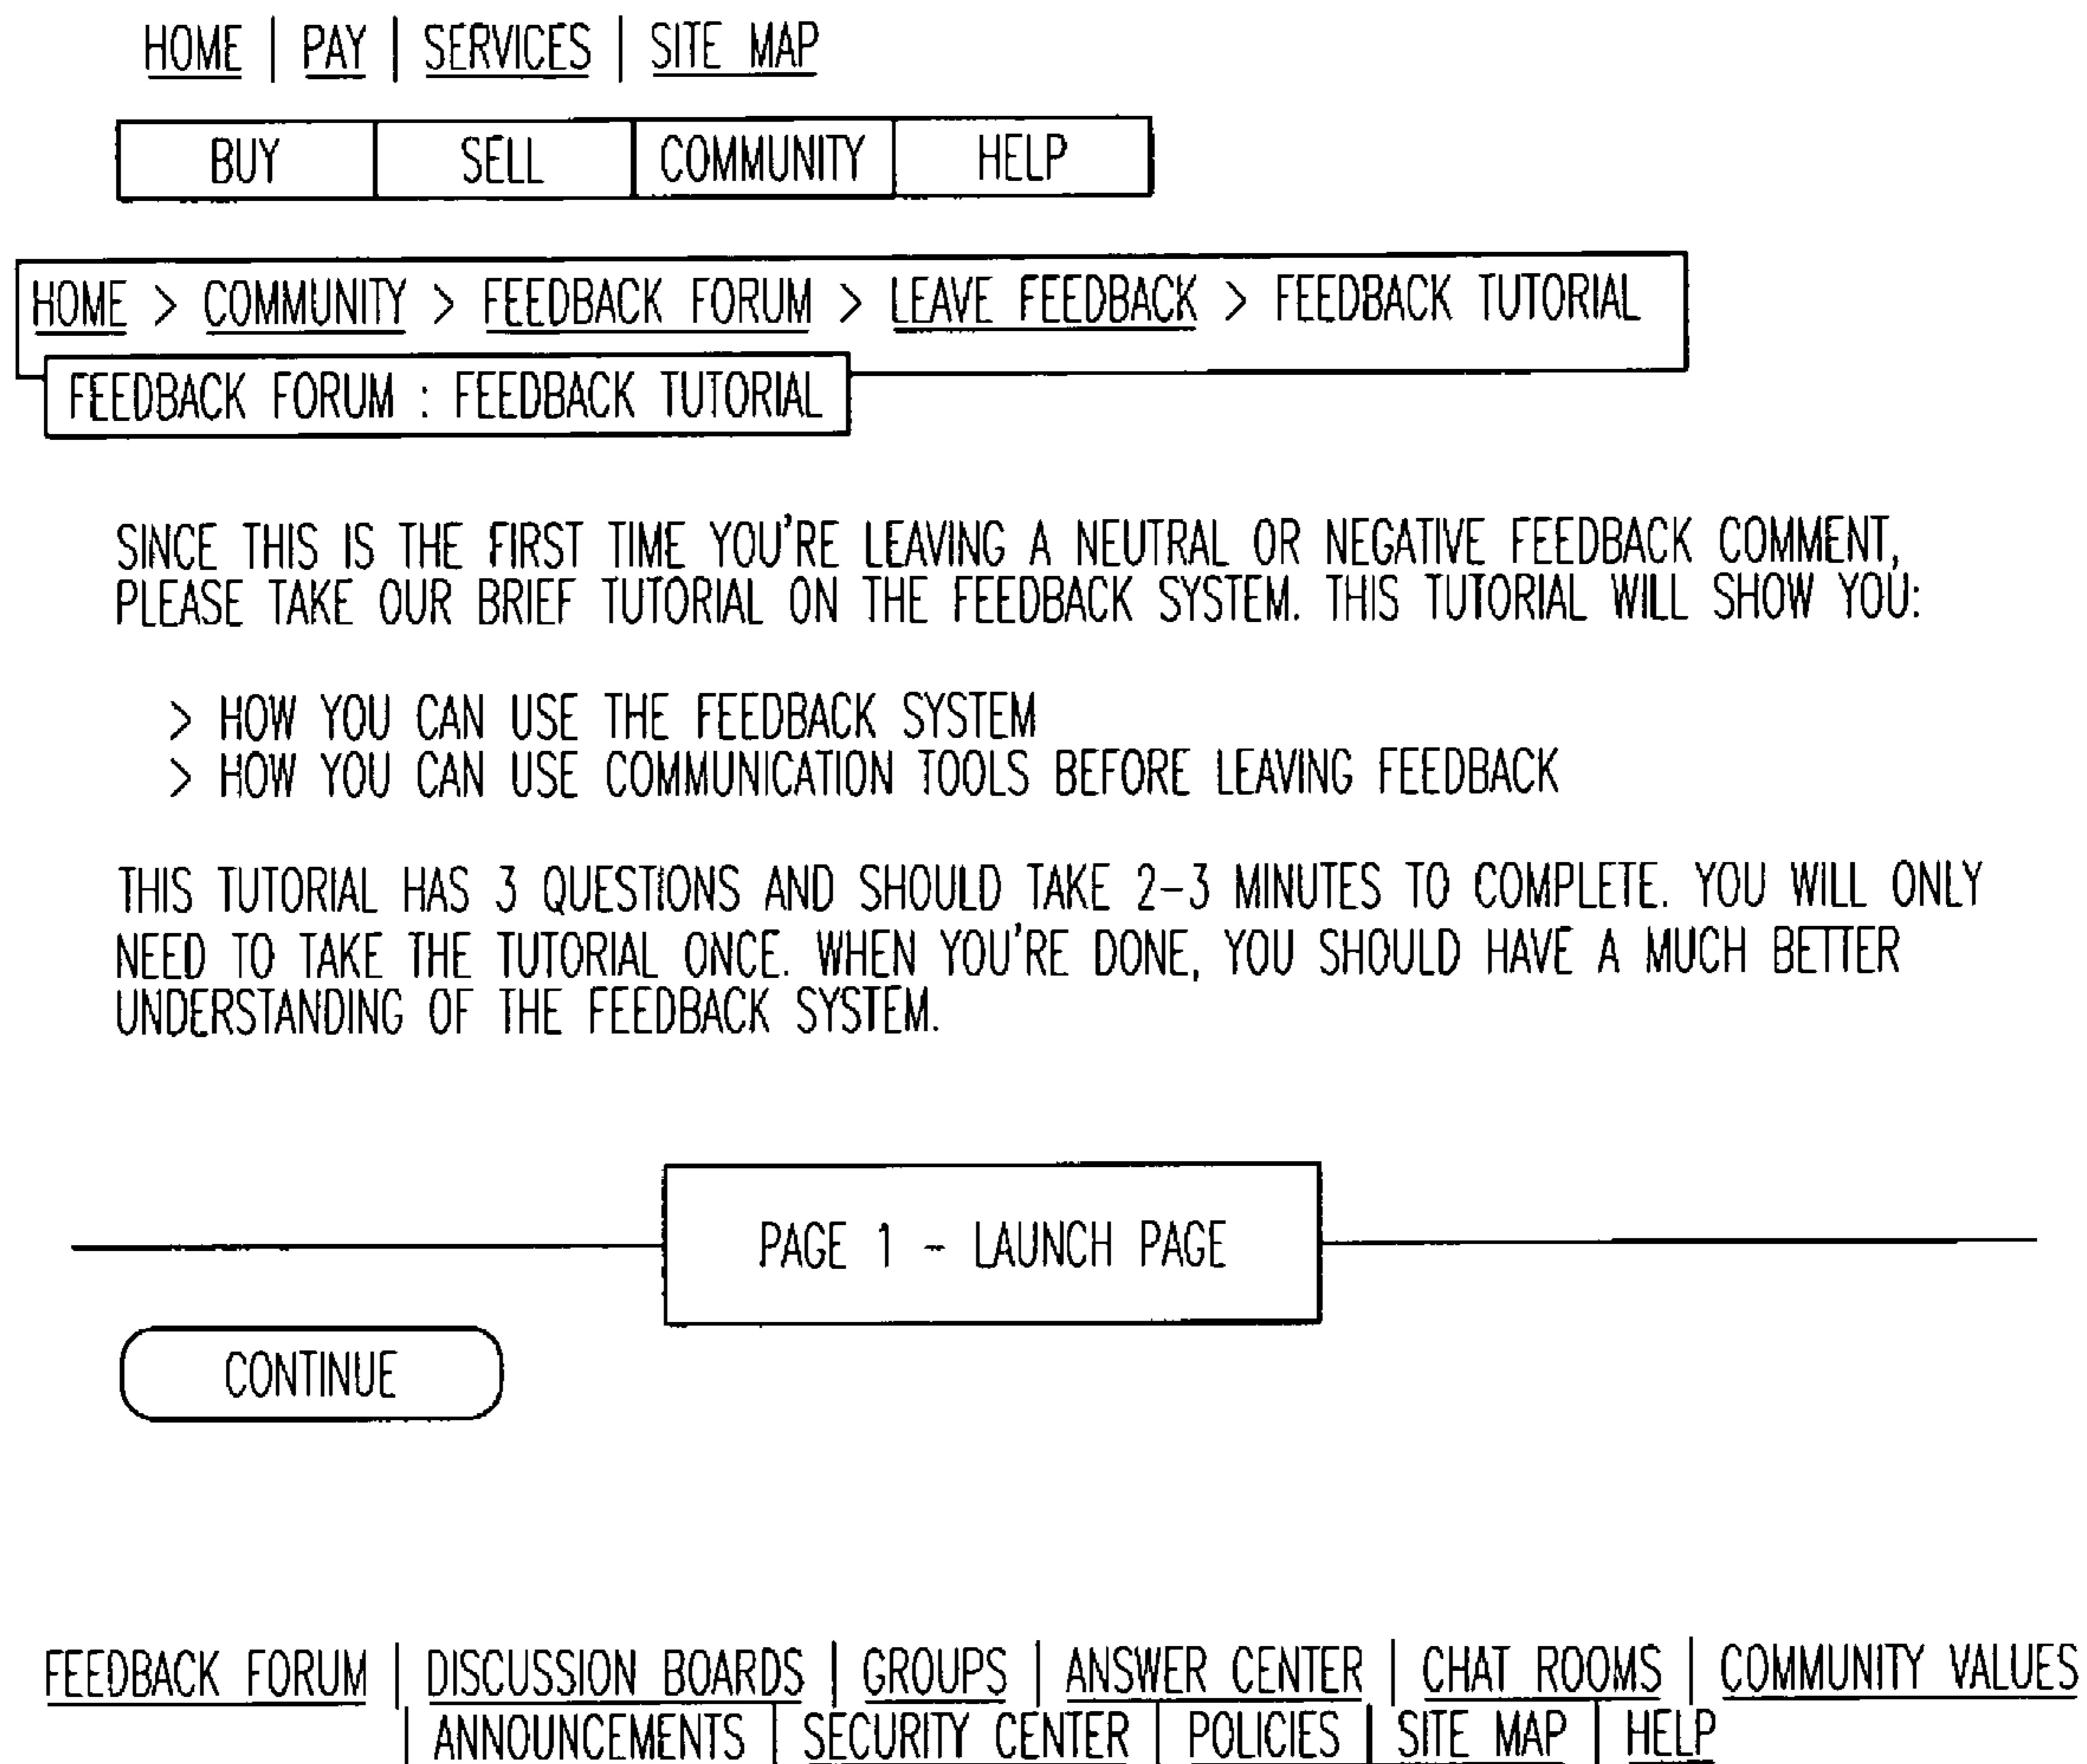 HOME | PAY | SERVICES | SITE MAP
BUY SELL COMMUNITY HELP
HOME > COMMUNITY > FEEDBACK FORUM > LEAVE FEEDBACK > FEEDBACK TUTORIAL
FEEDBACK FORUM : FEEDBACK TUTORIAL
SINCE THIS IS THE FIRST TIME YOU'RE LEAVING A NEUTRAL OR NEGATIVE FEEDBACK COMMENT,
PLEASE TAKE OUR BRIEF TUTORIAL ON THE FEEDBACK SYSTEM. THIS TUTORIAL WILL SHOW YOU:
> HOW YOU CAN USE THE FEEDBACK SYSTEM
> HOW YOU CAN USE COMMUNICATION TOOLS BEFORE LEAVING FEEDBACK
THIS TUTORIAL HAS 3 QUESTIONS AND SHOULD TAKE 2-3 MINUTES TO COMPLETE. YOU WILL ONLY
NEED TO TAKE THE TUTORIAL ONCE. WHEN YOU'RE DONE, YOU SHOULD HAVE A MUCH BETTER
UNDERSTANDING OF THE FEEDBACK SYSTEM.
PAGE 1 - LAUNCH PAGE
CONTINUE
FEEDBACK FORUM | DISCUSSION BOARDS | GROUPS | ANSWER CENTER | CHAT ROOMS | COMMUNITY VALUES
| ANNOUNCEMENTS | SECURITY CENTER | POLICIES | SITE MAP | HELP